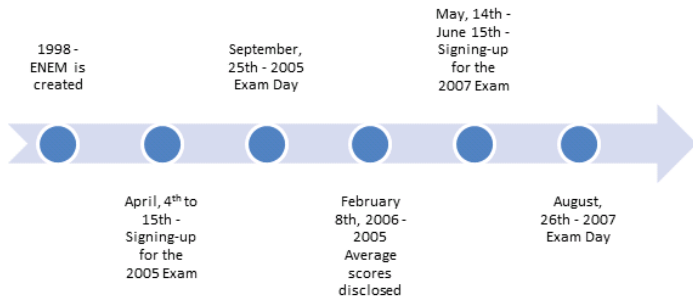 1998 -
ENEM is
created
April, 4th to
15th -
Signing-up
for the
2005 Exam
September,
25th - 2005
Exam Day
February
8th, 2006 -
2005
Average
scores
disclosed
May, 14th -
June 15th -
Signing-up
for the
2007 Exam
August,
26th - 2007
Exam Day